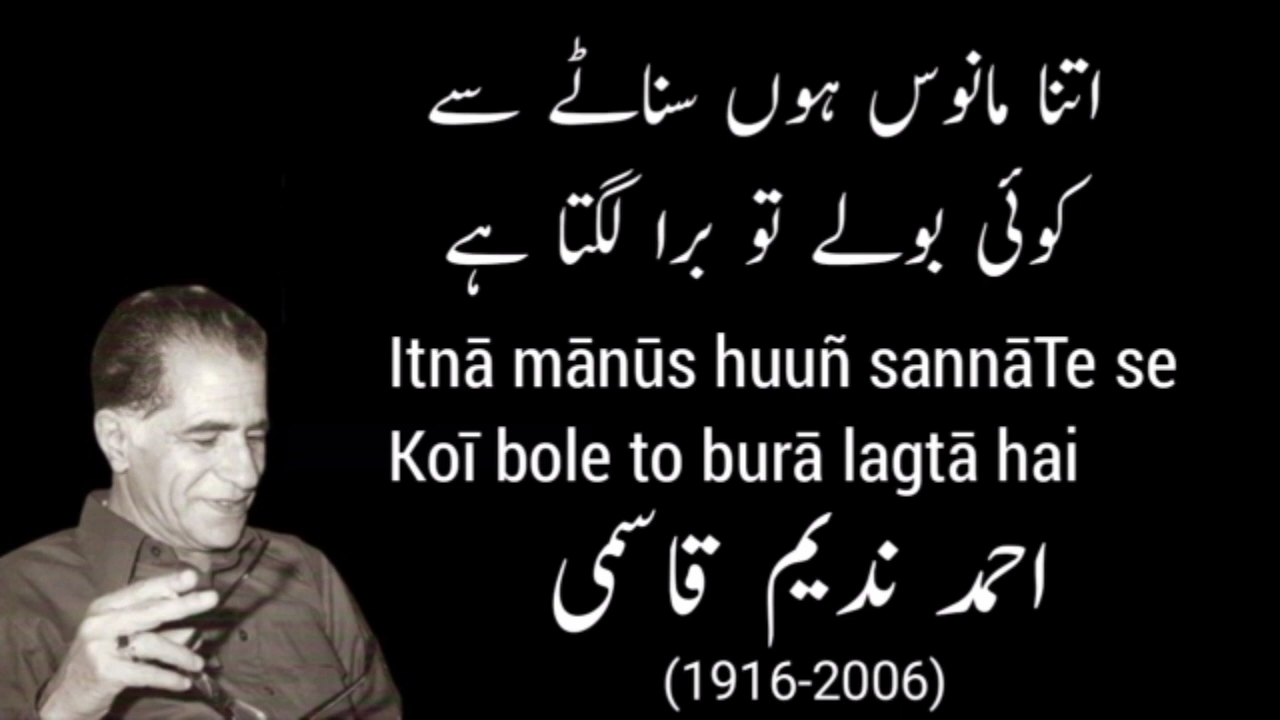 اتنا مانوس ہوں سناٹے سے
کوئی بولے تو برا لگتا ہے
Itnā mānūs huuñ sannāTe se
Koī bole to burā lagtā hai
احمد ندیم قاسمی
(1916-2006)